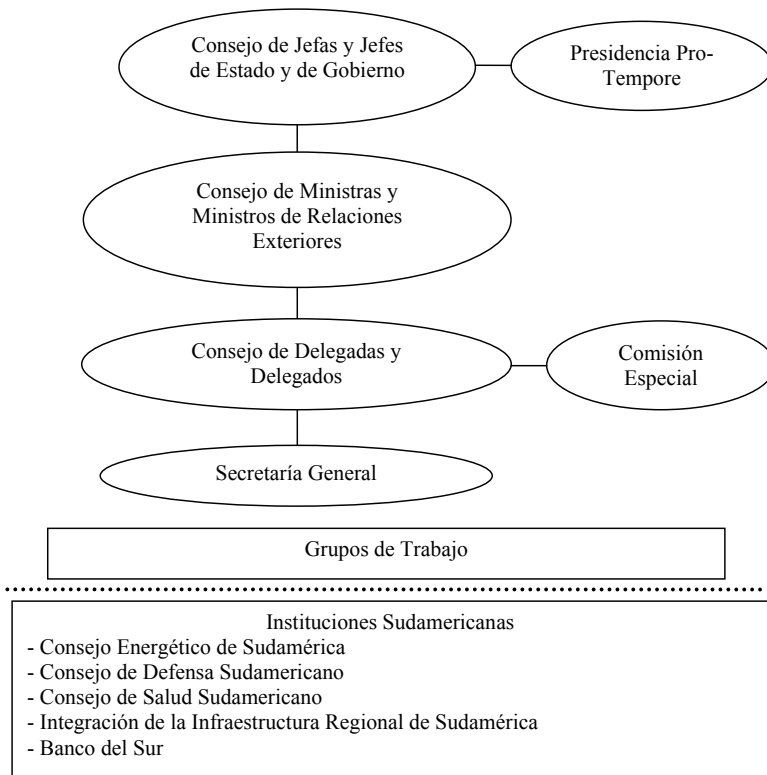 Consejo de Jefas y Jefes
de Estado y de Gobierno
Presidencia Pro-
Tempore
Consejo de Ministras y
Ministros de Relaciones
Exteriores
Consejo de Delegadas y
Delegados
Comisión
Especial
Secretaría General
Grupos de Trabajo
Instituciones Sudamericanas
- Consejo Energético de Sudamérica
- Consejo de Defensa Sudamericano
- Consejo de Salud Sudamericano
- Integración de la Infraestructura Regional de Sudamérica
- Banco del Sur